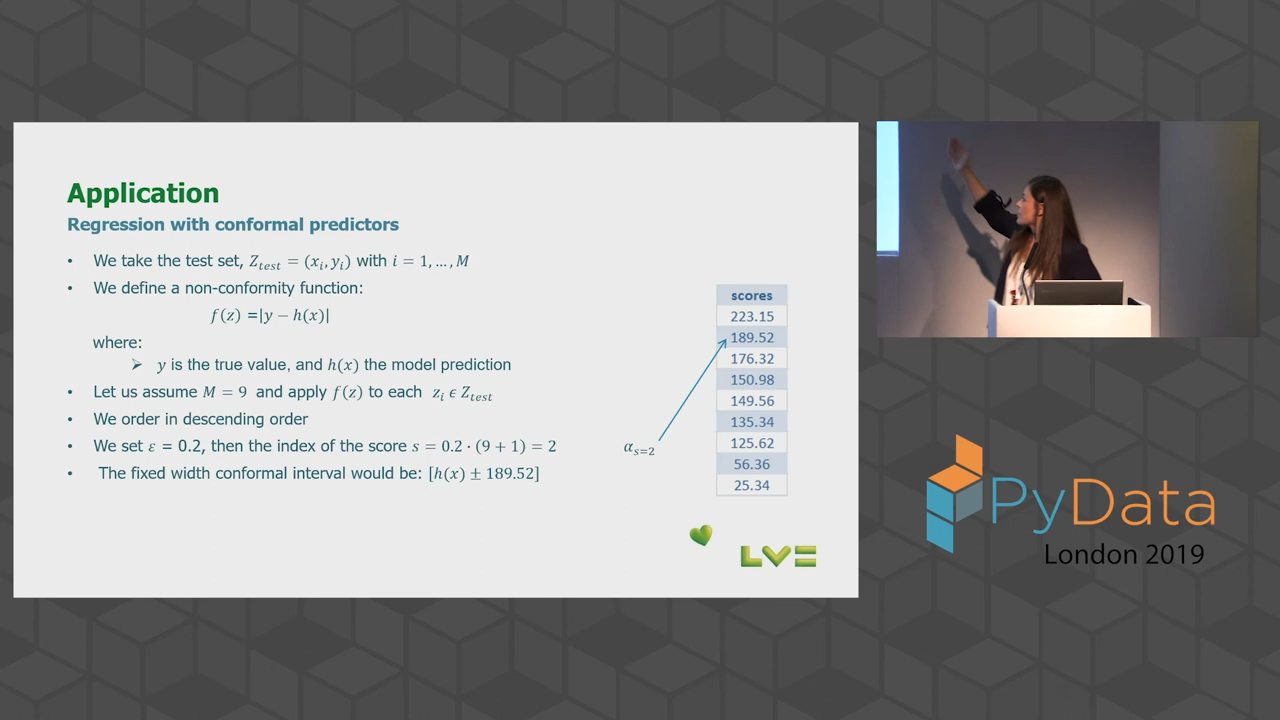 Application
Regression with conformal predictors
• We take the test set, Z_test = (x_i, y_i) with i = 1, ..., M
• We define a non-conformity function:
f(z) =|y − h(x)|
where:
➢ y is the true value, and h(x) the model prediction
• Let us assume M = 9 and apply f(z) to each z_i ϵ Z_test
• We order in descending order
• We set ε = 0.2, then the index of the score s = 0.2 · (9 + 1) = 2
• The fixed width conformal interval would be: [h(x) ± 189.52]
α_{s=2}
scores
223.15
189.52
176.32
150.98
149.56
135.34
125.62
56.36
25.34
LVE
PyData
London 2019